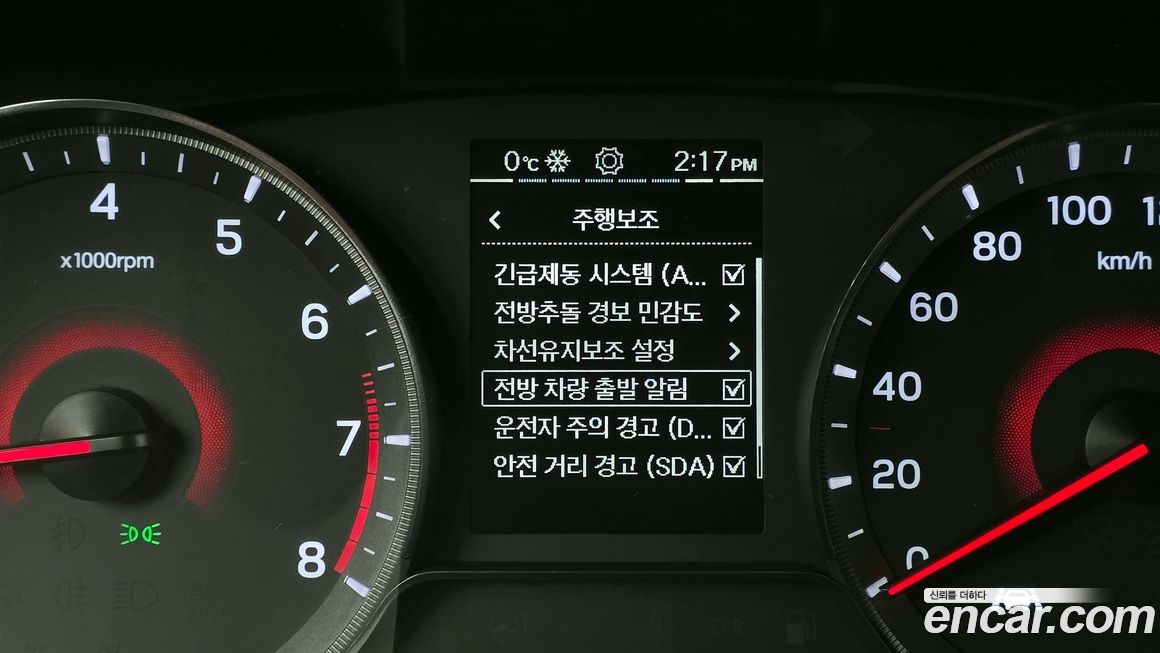 0℃
2:17PM
주행보조
긴급제동 시스템 (A...
전방추돌 경보 민감도
차선유지보조 설정
전방 차량 출발 알림
운전자 주의 경고 (D...
안전 거리 경고 (SDA)
4
5
6
7
8
x1000rpm
0
20
40
60
80
100
km/h
신뢰를 더하다
encar.com